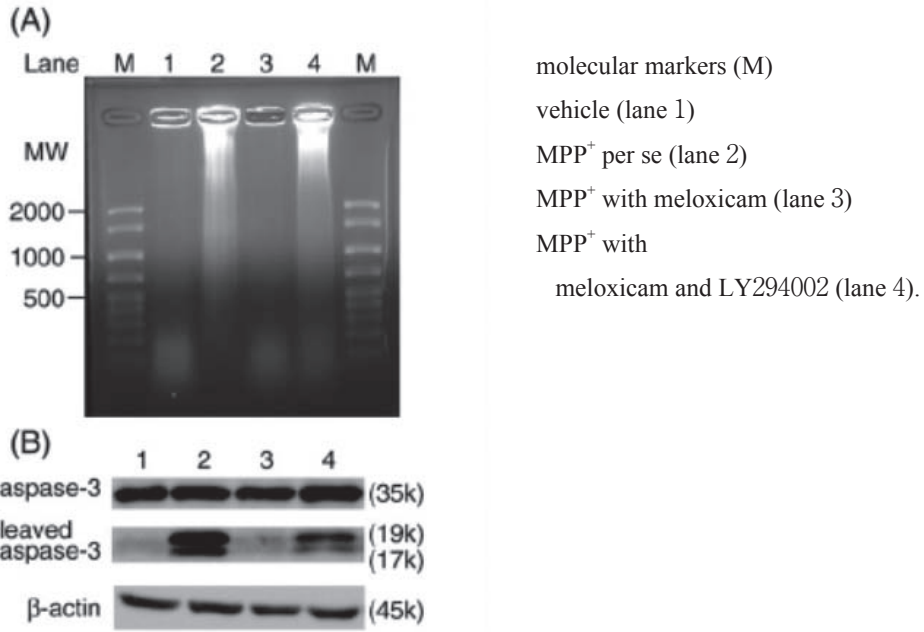 (A)
Lane M 1 2 3 4 M
MW
2000
1000
500
molecular markers (M)
vehicle (lane 1)
MPP⁺ per se (lane 2)
MPP⁺ with meloxicam (lane 3)
MPP⁺ with
meloxicam and LY294002 (lane 4).
(B)
1 2 3 4
aspase-3 (35k)
leaved (19k)
aspase-3 (17k)
β-actin (45k)